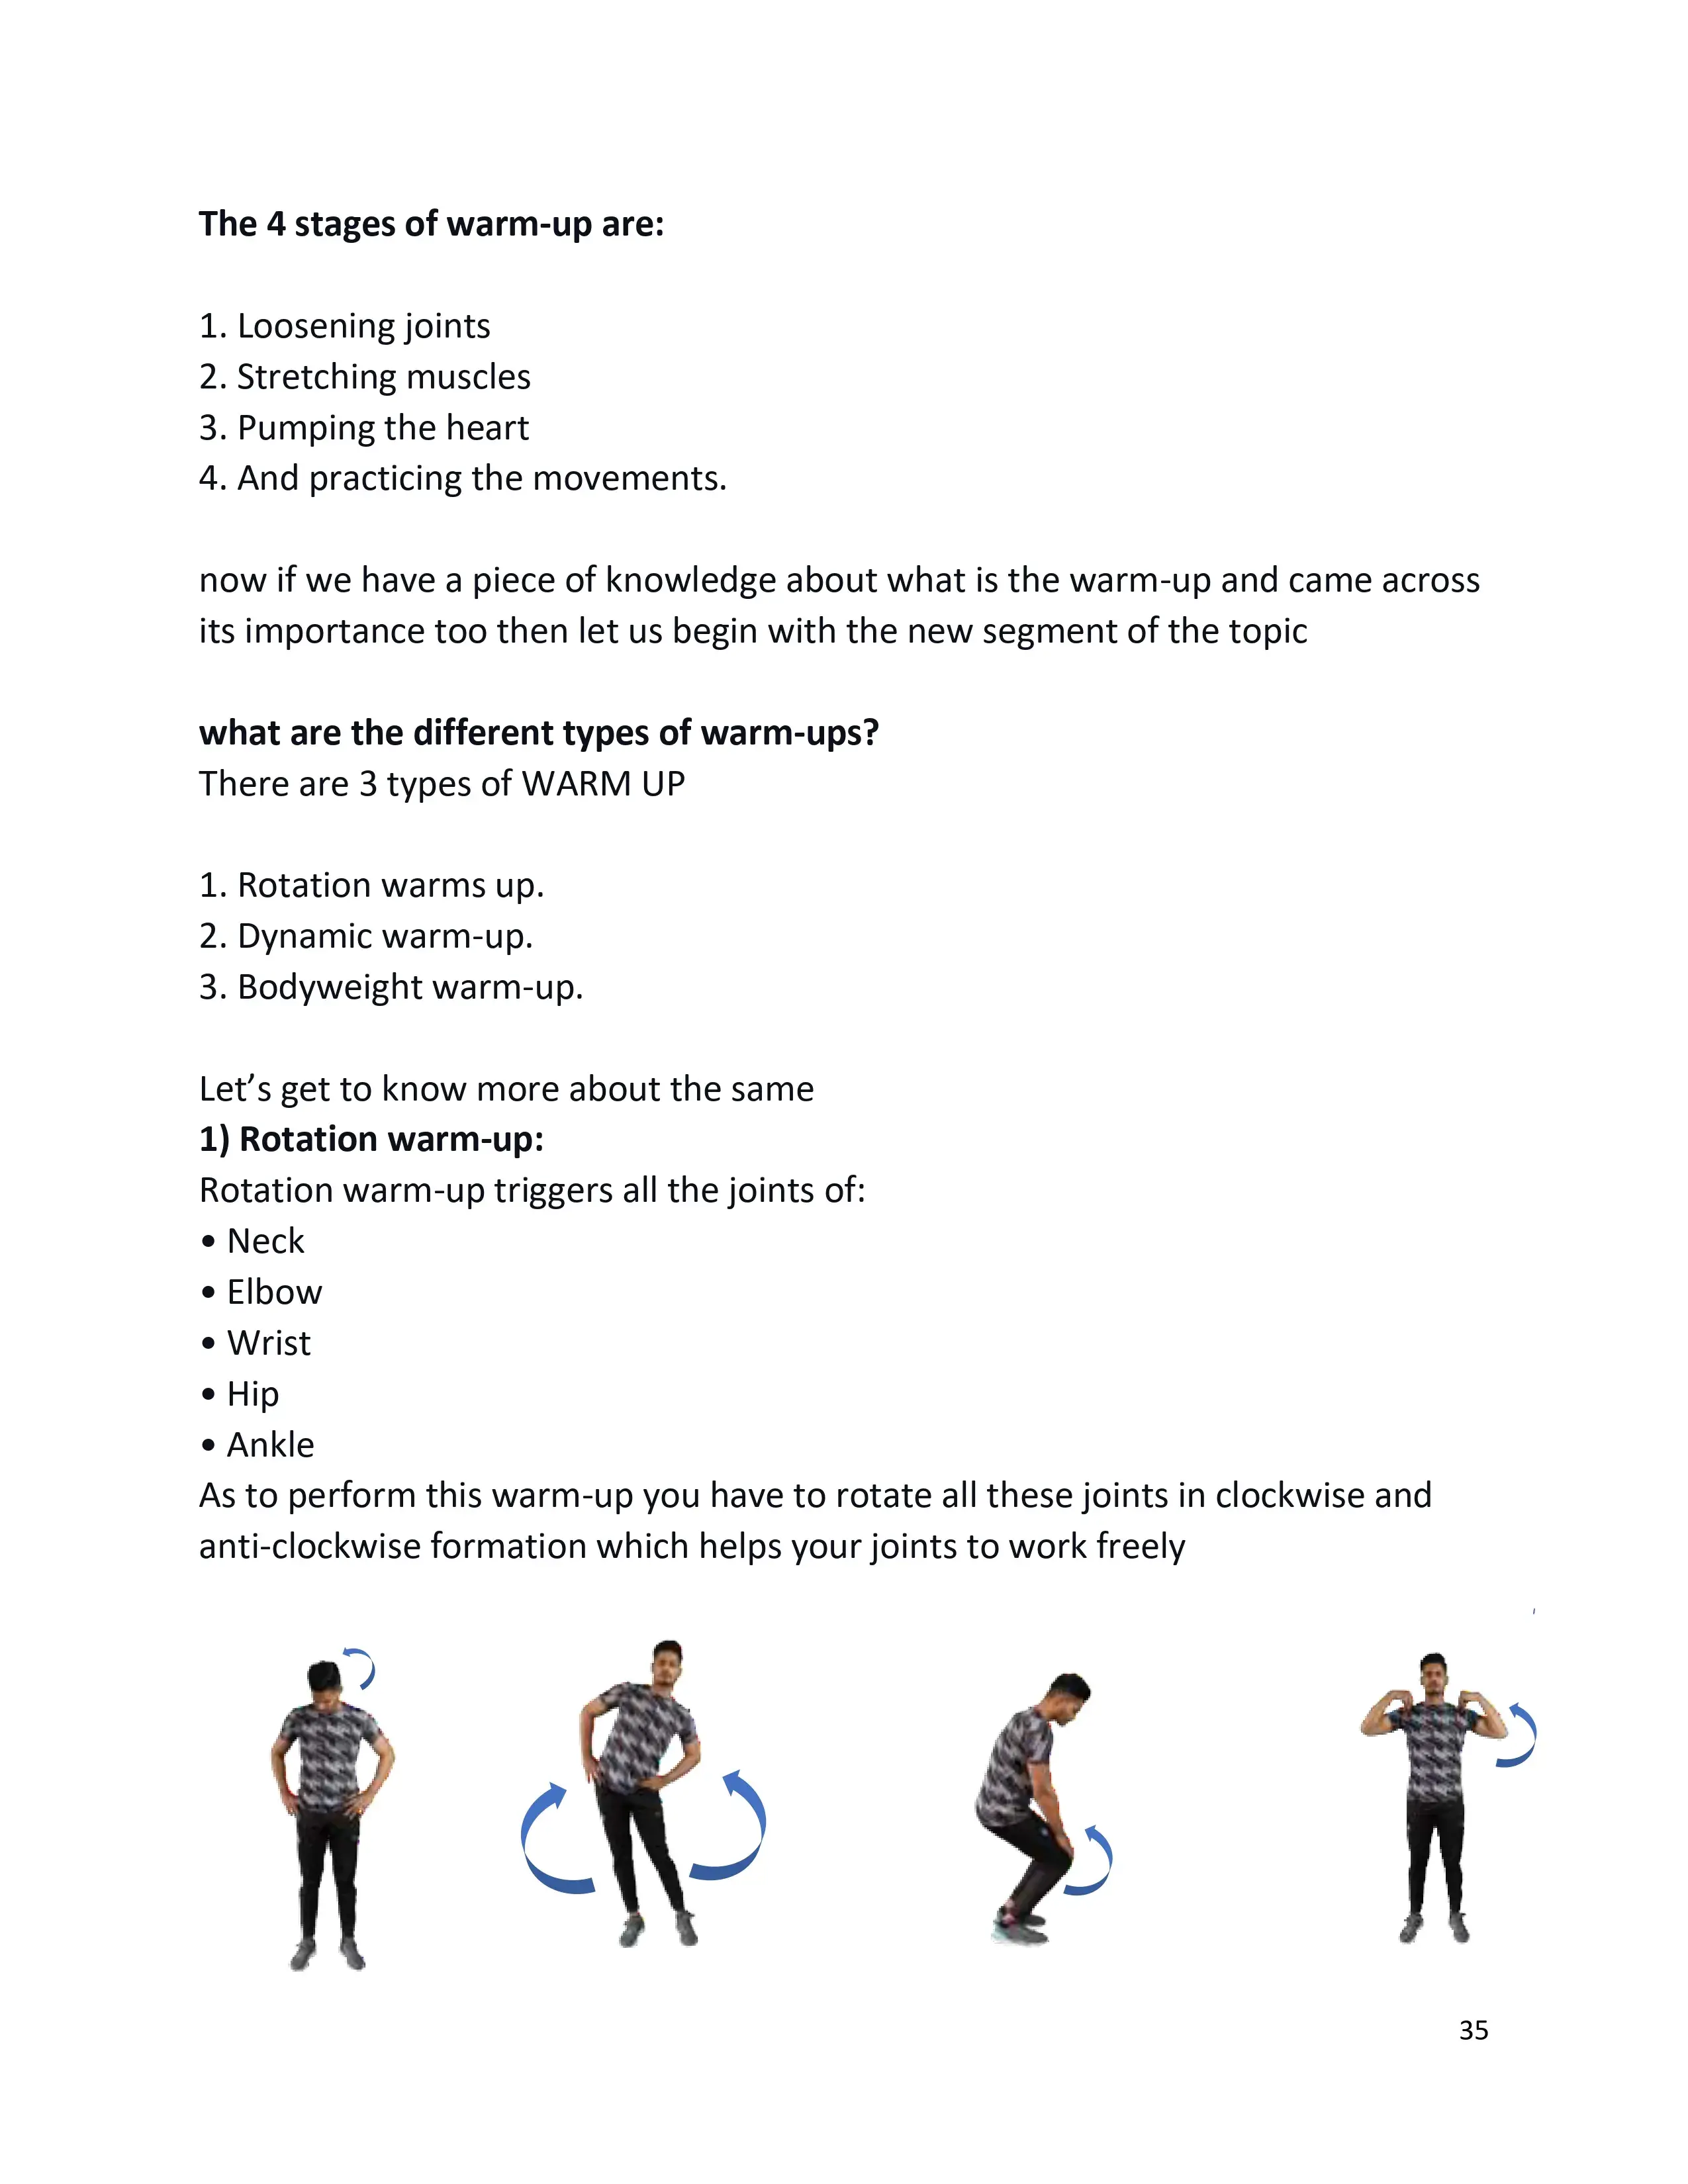 The 4 stages of warm-up are:
1. Loosening joints
2. Stretching muscles
3. Pumping the heart
4. And practicing the movements.
now if we have a piece of knowledge about what is the warm-up and came across
its importance too then let us begin with the new segment of the topic
what are the different types of warm-ups?
There are 3 types of WARM UP
1. Rotation warms up.
2. Dynamic warm-up.
3. Bodyweight warm-up.
Let’s get to know more about the same
1) Rotation warm-up:
Rotation warm-up triggers all the joints of:
• Neck
• Elbow
• Wrist
• Hip
• Ankle
As to perform this warm-up you have to rotate all these joints in clockwise and
anti-clockwise formation which helps your joints to work freely
35